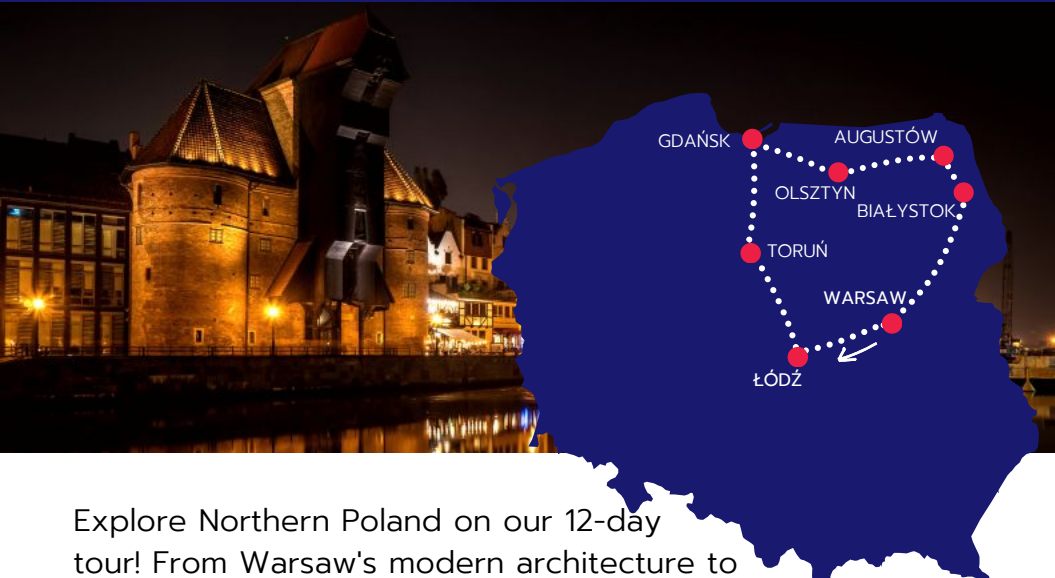 GDAŃSK
AUGUSTÓW
OLSZTYN
BIAŁYSTOK
TORUŃ
WARSAW
ŁÓDŹ
Explore Northern Poland on our 12-day
tour! From Warsaw's modern architecture to